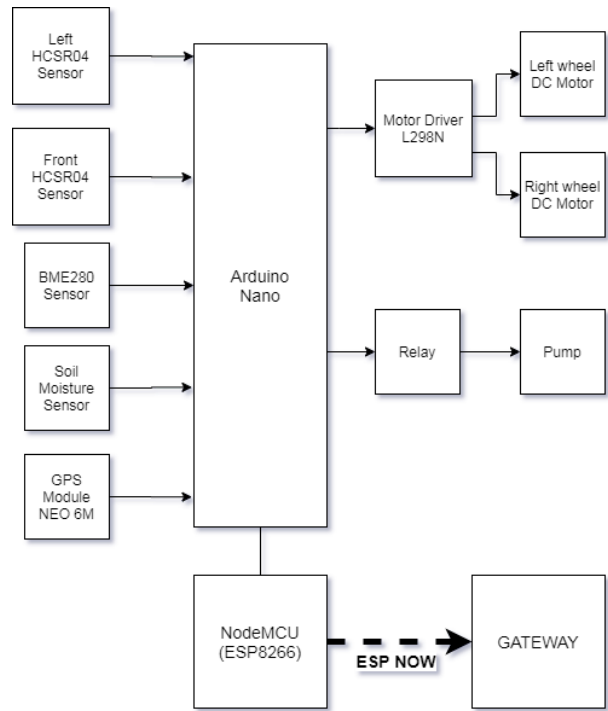 Left
HCSR04
Sensor
Front
HCSR04
Sensor
BME280
Sensor
Soil
Moisture
Sensor
GPS
Module
NEO 6M
Arduino
Nano
Motor Driver
L298N
Left wheel
DC Motor
Right wheel
DC Motor
Relay
Pump
NodeMCU
(ESP8266)
ESP NOW
GATEWAY